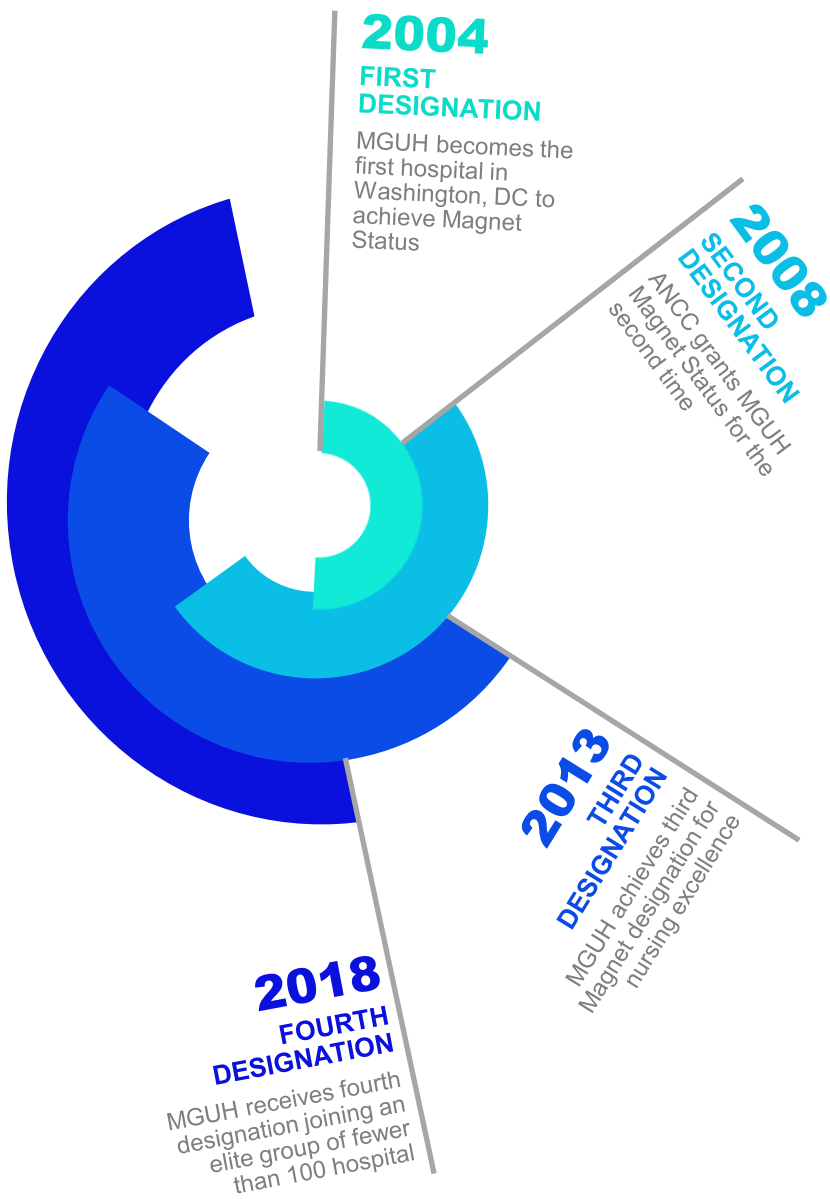 2004
FIRST
DESIGNATION
MGUH becomes the
first hospital in
Washington, DC to
achieve Magnet
Status
2008
SECOND
DESIGNATION
ANCC grants MGUH
Magnet Status for the
second time
2013
THIRD
DESIGNATION
MGUH achieves third
Magnet designation for
nursing excellence
2018
FOURTH
DESIGNATION
MGUH receives fourth
designation joining an
elite group of fewer
than 100 hospital